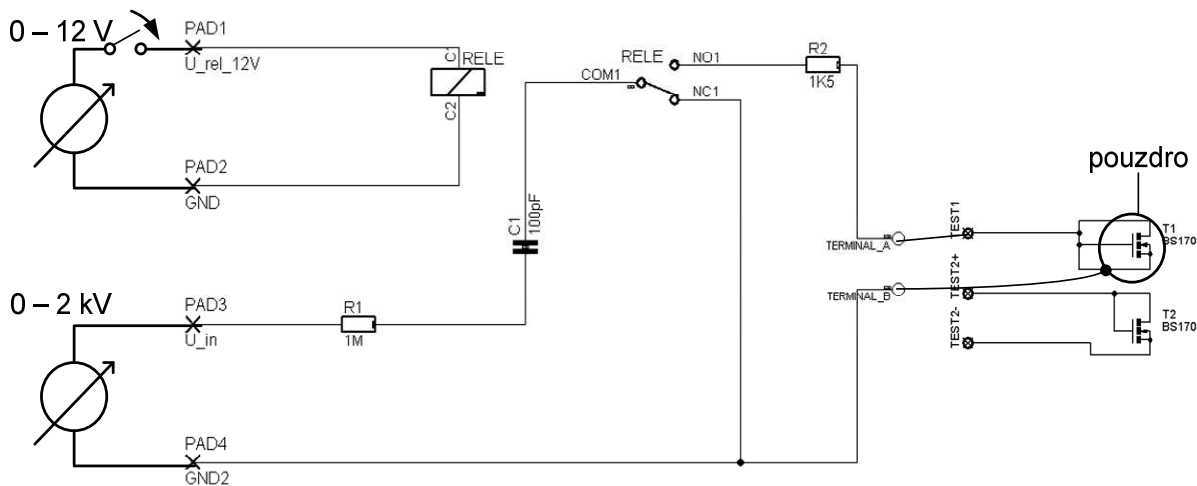 0 – 12 V
PAD1
U_rel_12V
C1
RELE
C2
PAD2
GND
RELE
NO1
COM1
NC1
R2
1K5
pouzdro
C1
100pF
TERMINAL_A
TEST1
T1
BS170
TERMINAL_B
TEST2+
TEST2-
T2
BS170
0 – 2 kV
PAD3
U_in
R1
1M
PAD4
GND2